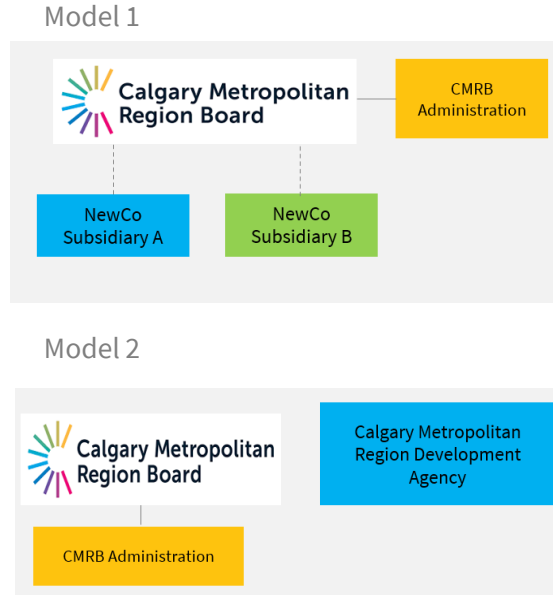 Model 1
Calgary Metropolitan
Region Board
CMRB
Administration
NewCo
Subsidiary A
NewCo
Subsidiary B
Model 2
Calgary Metropolitan
Region Board
CMRB Administration
Calgary Metropolitan
Region Development
Agency